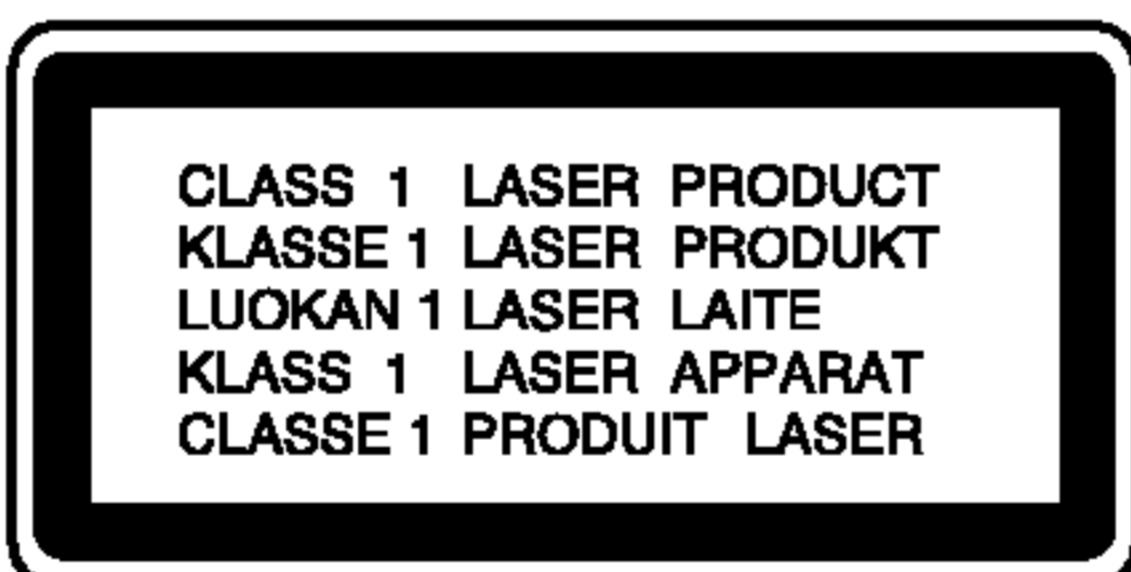 CLASS 1 LASER PRODUCT
KLASSE 1 LASER PRODUKT
LUOKAN 1 LASER LAITE
KLASS 1 LASER APPARAT
CLASSE 1 PRODUIT LASER